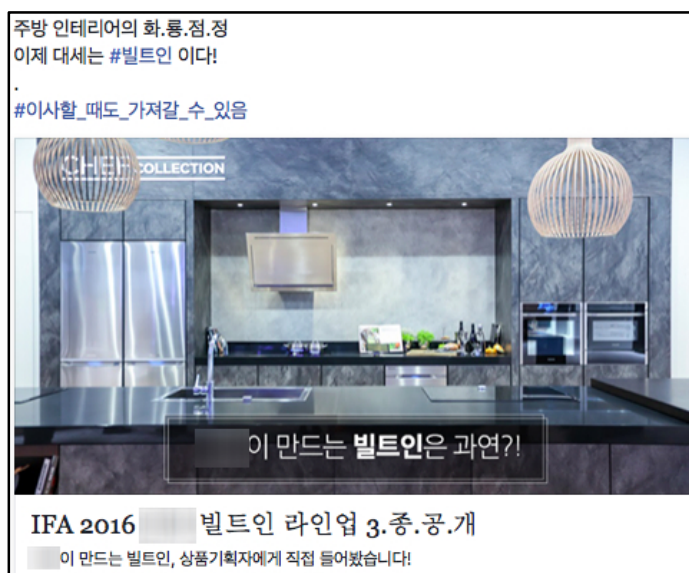 주방 인테리어의 화.룡.점.정
이제 대세는 #빌트인 이다!
.
#이사할_때도_가져갈_수_있음
CHEF COLLECTION
이 만드는 빌트인은 과연?!
IFA 2016 빌트인 라인업 3.종.공.개
이 만드는 빌트인, 상품기획자에게 직접 들어봤습니다!